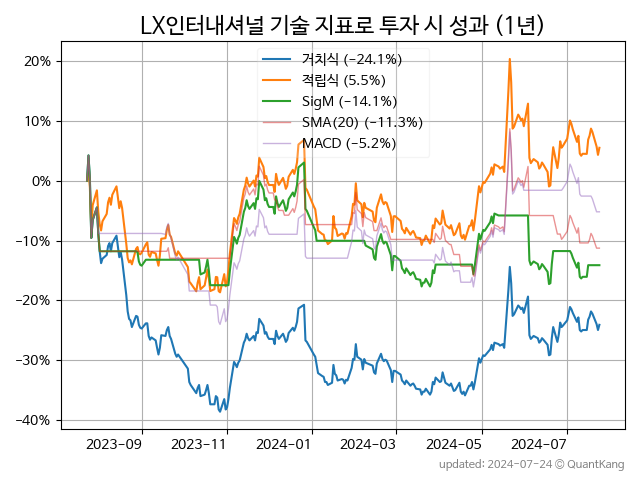 LX인터내셔널 기술 지표로 투자 시 성과 (1년)
거치식 (−24.1%)
적립식 (5.5%)
SigM (−14.1%)
SMA(20) (−11.3%)
MACD (−5.2%)
20%
10%
0%
−10%
−20%
−30%
−40%
2023-09 2023-11 2024-01 2024-03 2024-05 2024-07
updated: 2024-07-24 © QuantKang